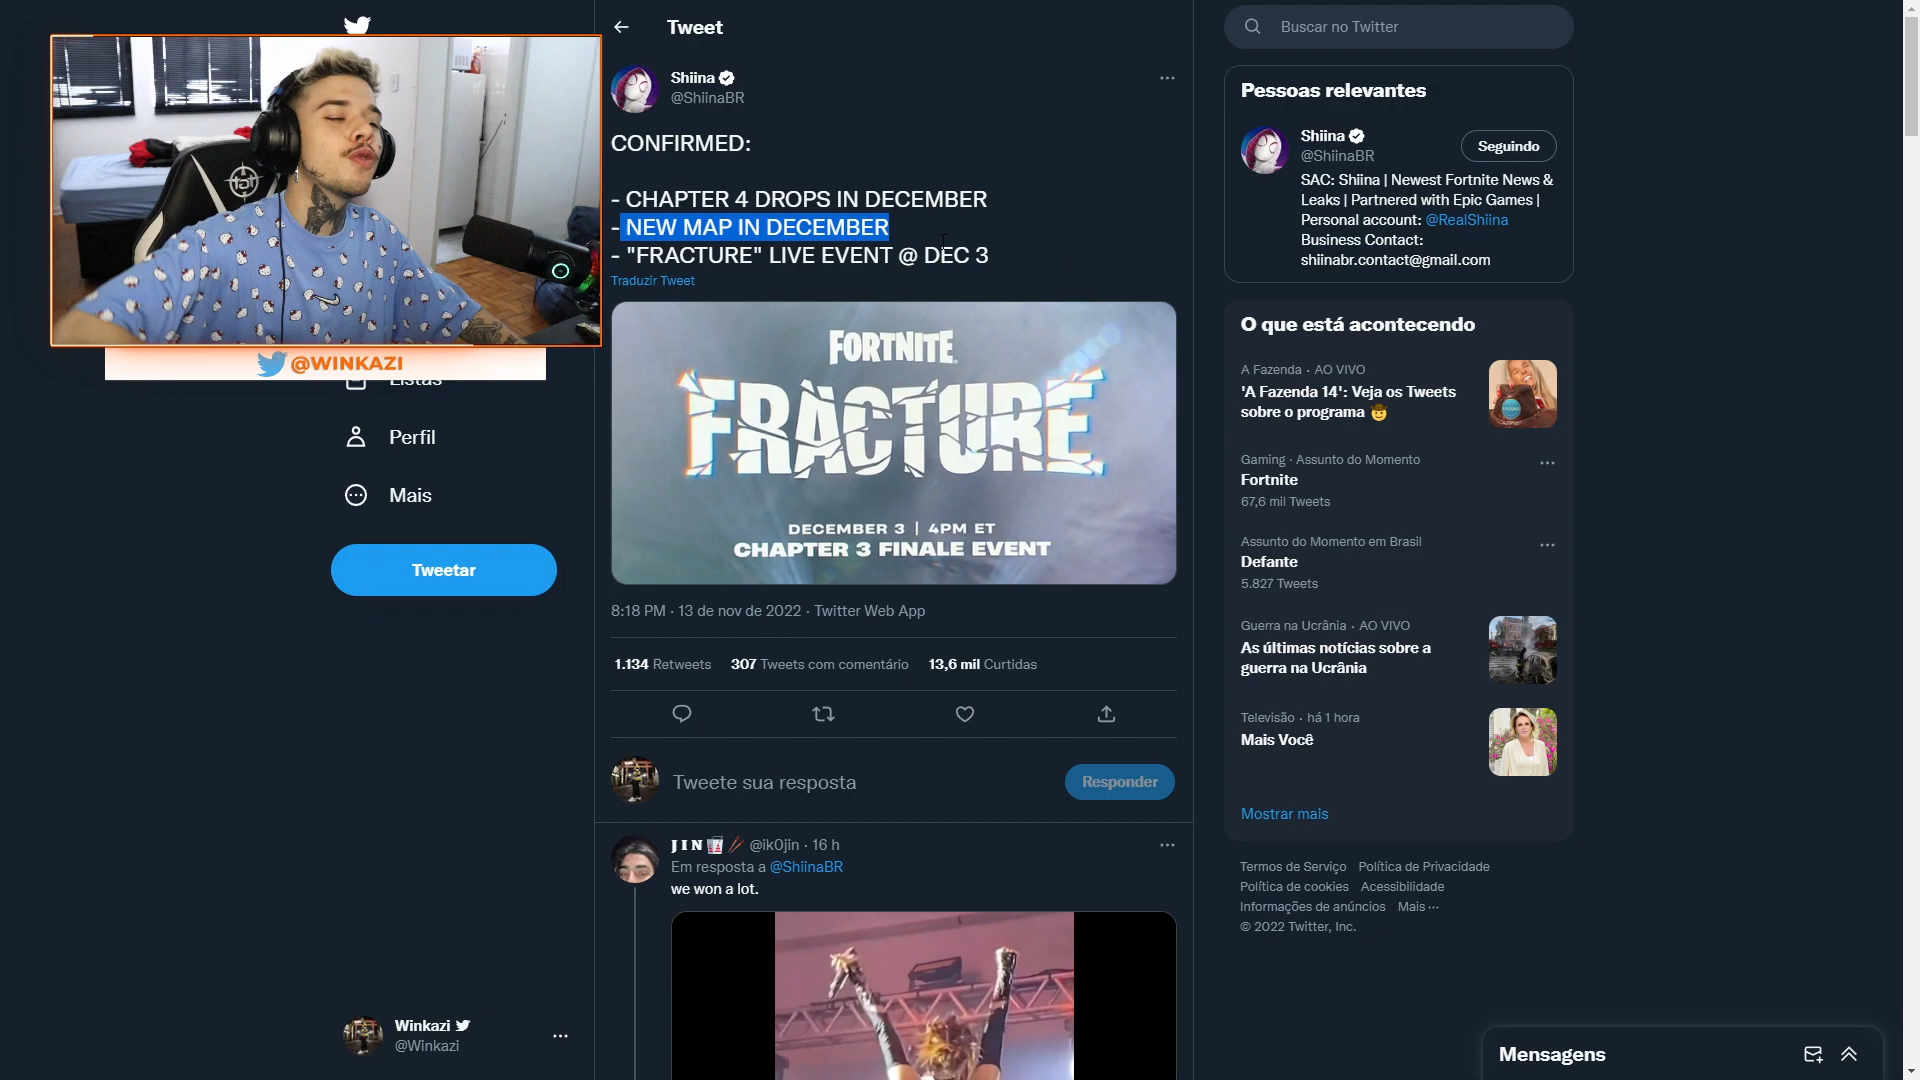 Tweet
Shiina
@ShiinaBR
CONFIRMED:
- CHAPTER 4 DROPS IN DECEMBER
- NEW MAP IN DECEMBER
- "FRACTURE" LIVE EVENT @ DEC 3
Traduzir Tweet
FORTNITE
FRACTURE
DECEMBER 3 | 4PM ET
CHAPTER 3 FINALE EVENT
8:18 PM · 13 de nov de 2022 · Twitter Web App
1.134 Retweets 307 Tweets com comentário 13,6 mil Curtidas
Tweete sua resposta
Responder
JIN @ik0jin · 16 h
Em resposta a @ShiinaBR
we won a lot.
@WINKAZI
Listas
Perfil
Mais
Tweetar
Winkazi
@Winkazi
Buscar no Twitter
Pessoas relevantes
Shiina
@ShiinaBR
Seguindo
SAC: Shiina | Newest Fortnite News &
Leaks | Partnered with Epic Games |
Personal account: @RealShiina
Business Contact:
shiinabr.contact@gmail.com
O que está acontecendo
A Fazenda · AO VIVO
'A Fazenda 14': Veja os Tweets
sobre o programa 🤠
Gaming · Assunto do Momento
Fortnite
67,6 mil Tweets
Assunto do Momento em Brasil
Defante
5.827 Tweets
Guerra na Ucrânia · AO VIVO
As últimas notícias sobre a
guerra na Ucrânia
Televisão · há 1 hora
Mais Você
Mostrar mais
Termos de Serviço Política de Privacidade
Política de cookies Acessibilidade
Informações de anúncios Mais ···
© 2022 Twitter, Inc.
Mensagens